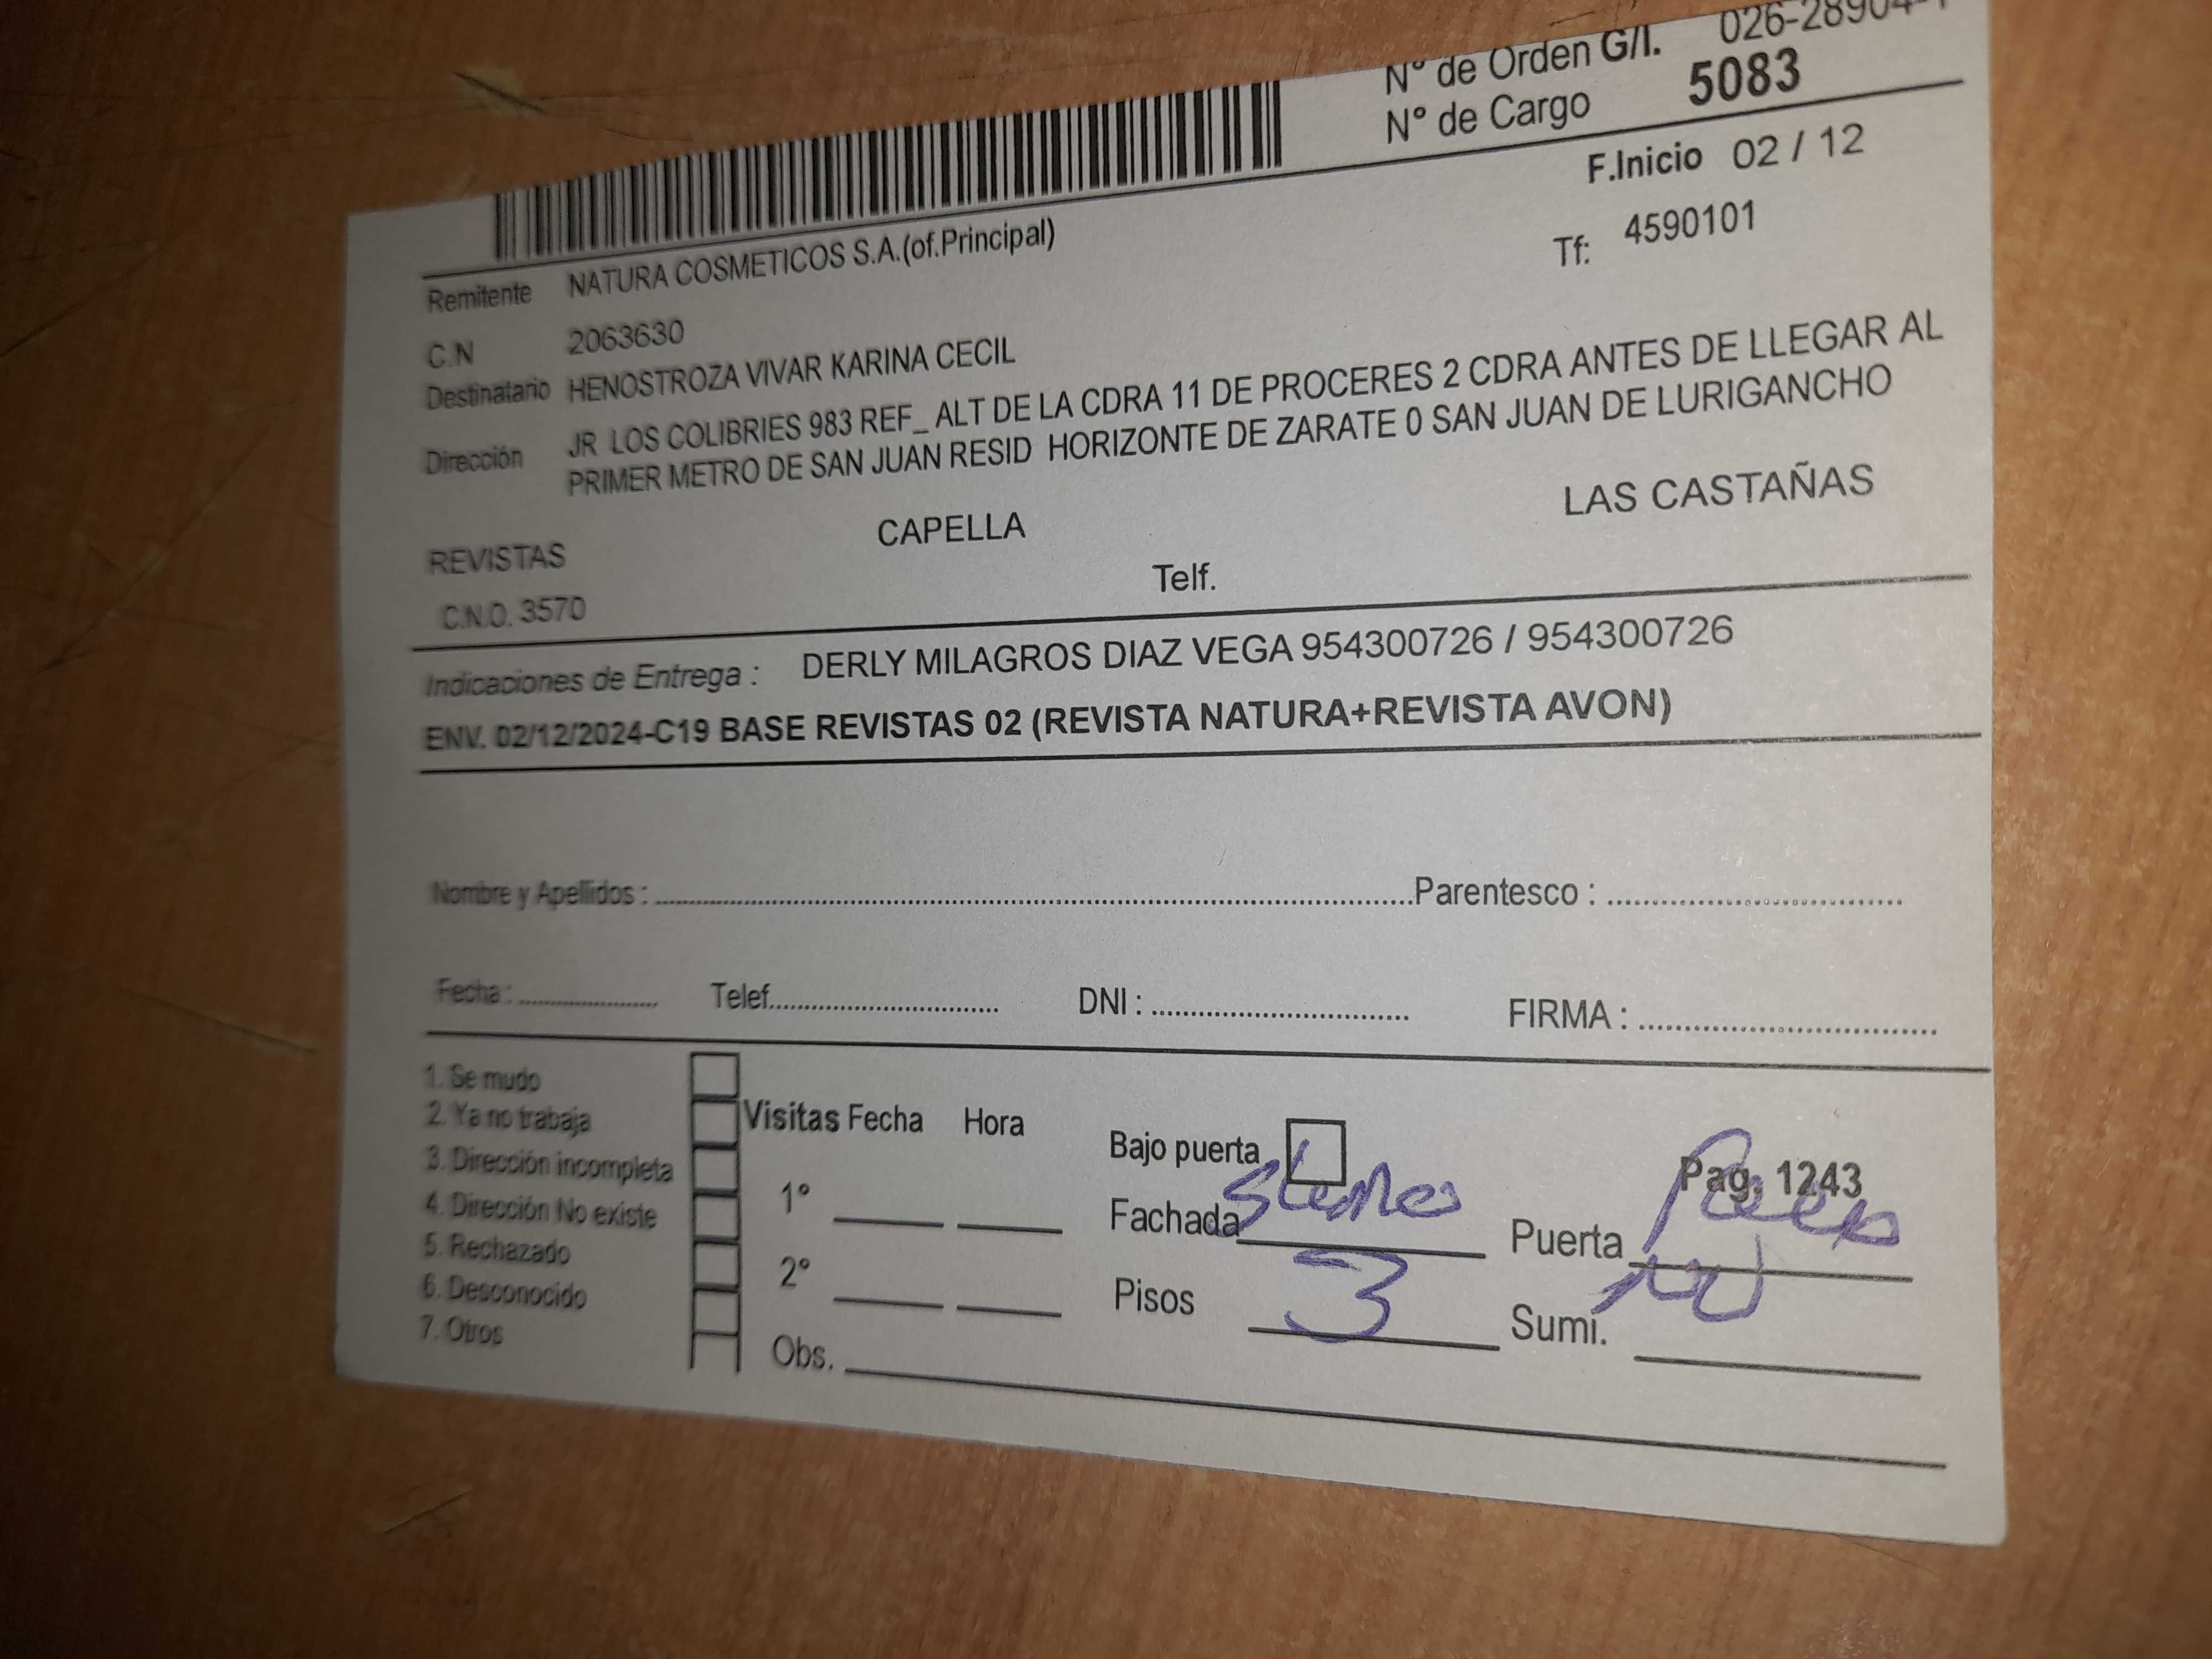 N° de Orden G/I. 026-28904-1
N° de Cargo 5083
F.Inicio 02 / 12
Remitente NATURA COSMETICOS S.A.(of.Principal)
Tf: 4590101
C.N 2063630
Destinatario HENOSTROZA VIVAR KARINA CECIL
Dirección JR LOS COLIBRIES 983 REF_ ALT DE LA CDRA 11 DE PROCERES 2 CDRA ANTES DE LLEGAR AL
PRIMER METRO DE SAN JUAN RESID HORIZONTE DE ZARATE 0 SAN JUAN DE LURIGANCHO
REVISTAS CAPELLA LAS CASTAÑAS
C.N.O. 3570 Telf.
Indicaciones de Entrega : DERLY MILAGROS DIAZ VEGA 954300726 / 954300726
ENV. 02/12/2024-C19 BASE REVISTAS 02 (REVISTA NATURA+REVISTA AVON)
Nombre y Apellidos : Parentesco :
Fecha : Telef. DNI : FIRMA :
1. Se mudo
2. Ya no trabaja
3. Dirección incompleta
4. Dirección No existe
5. Rechazado
6. Desconocido
7. Otros
Visitas Fecha Hora
1°
2°
Obs.
Bajo puerta
Pag. 1243
Fachada
Puerta
Pisos 3
Sumi.